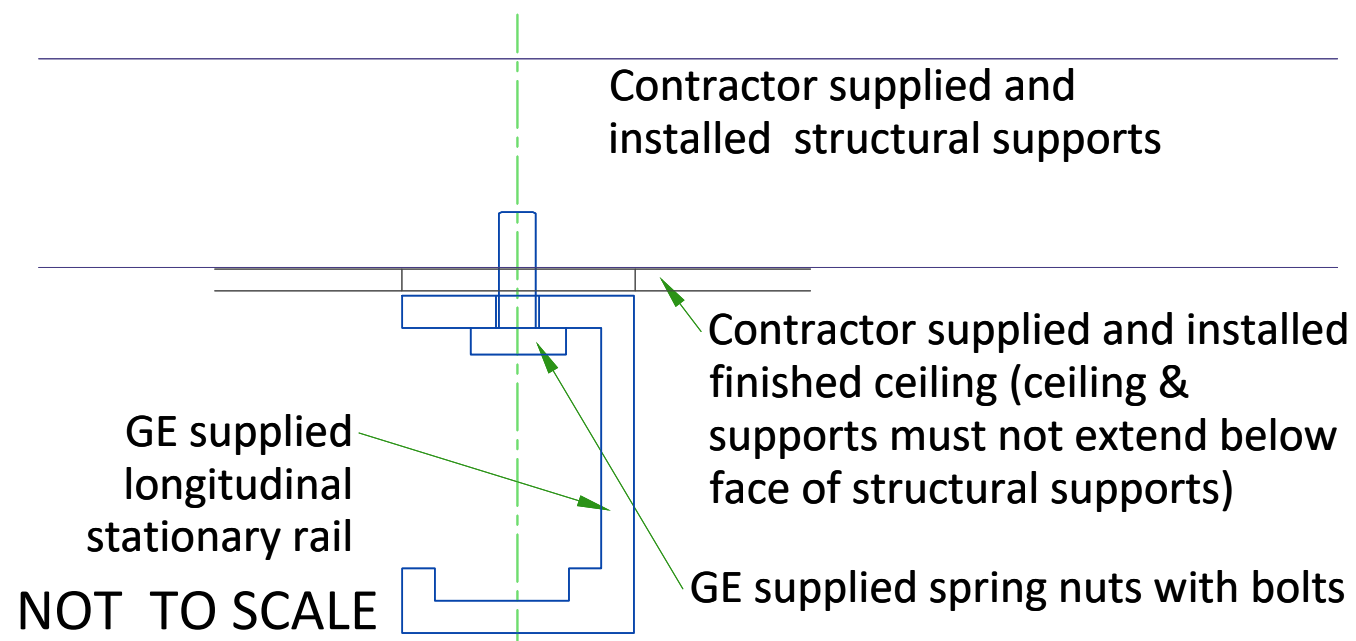 Contractor supplied and
installed  structural supports
Contractor supplied and installed
finished ceiling (ceiling &
supports must not extend below
face of structural supports)
GE supplied
longitudinal
stationary rail
GE supplied spring nuts with bolts
NOT  TO SCALE